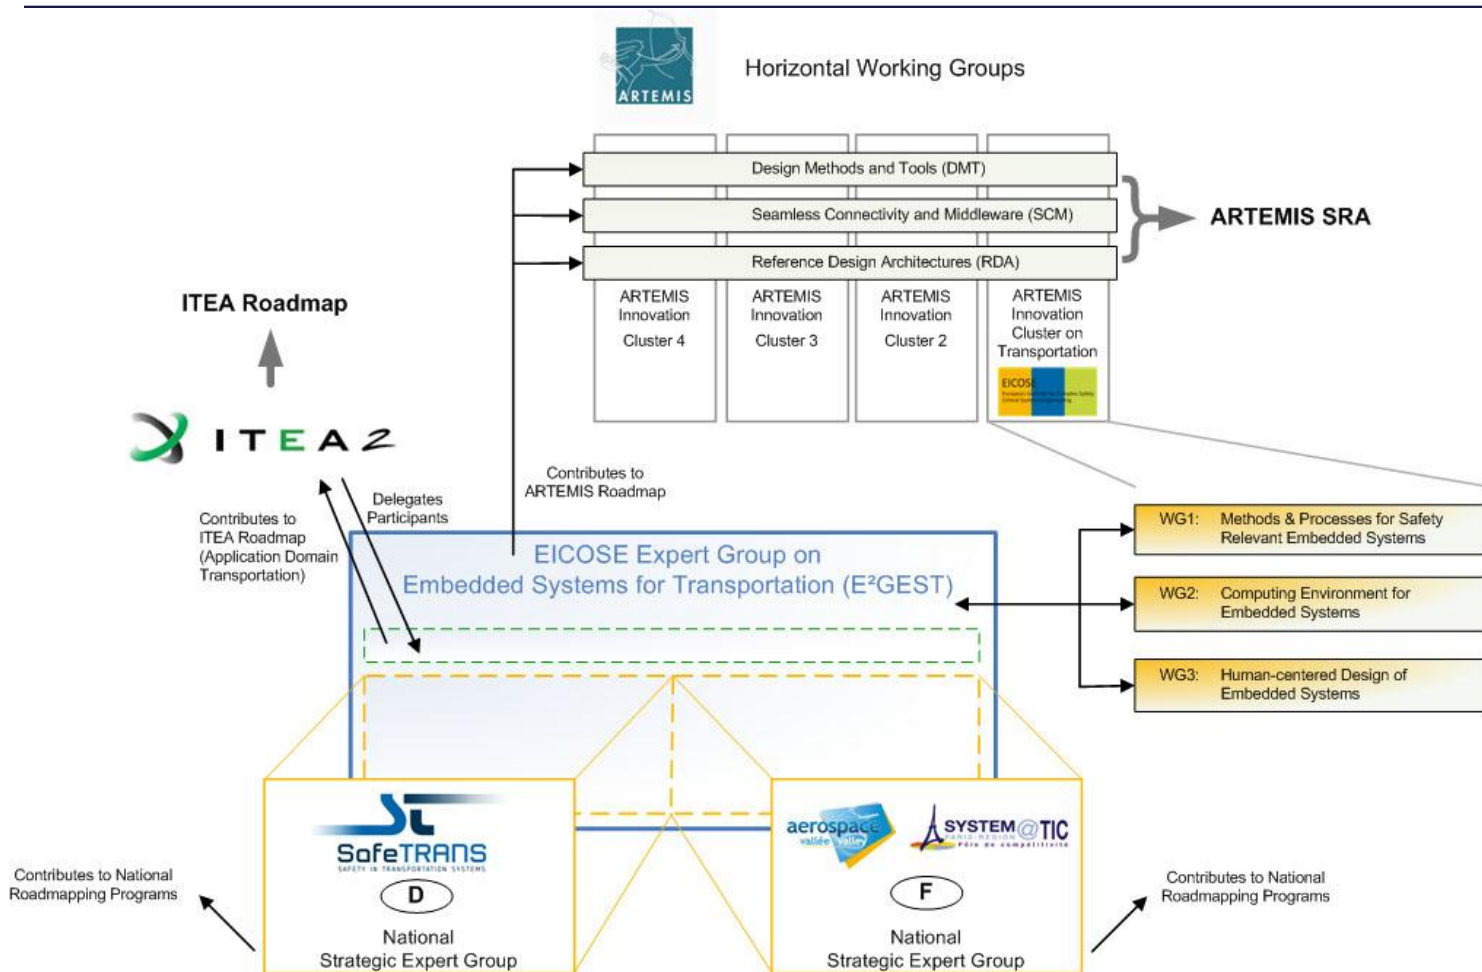 ARTEMIS
Horizontal Working Groups
Design Methods and Tools (DMT)
Seamless Connectivity and Middleware (SCM)
Reference Design Architectures (RDA)
ARTEMIS SRA
ARTEMIS
Innovation
Cluster 4
ARTEMIS
Innovation
Cluster 3
ARTEMIS
Innovation
Cluster 2
ARTEMIS
Innovation
Cluster on
Transportation
EICOSE
ITEA Roadmap
ITEA2
Contributes to
ITEA Roadmap
(Application Domain
Transportation)
Delegates
Participants
Contributes to
ARTEMIS Roadmap
EICOSE Expert Group on
Embedded Systems for Transportation (E²GEST)
WG1: Methods & Processes for Safety
Relevant Embedded Systems
WG2: Computing Environment for
Embedded Systems
WG3: Human-centered Design of
Embedded Systems
SafeTRANS
SAFETY IN TRANSPORTATION SYSTEMS
D
National
Strategic Expert Group
aerospace
vallée valley
SYSTEM@TIC
PARIS-REGION
Pôle de compétitivité
F
National
Strategic Expert Group
Contributes to National
Roadmapping Programs
Contributes to National
Roadmapping Programs